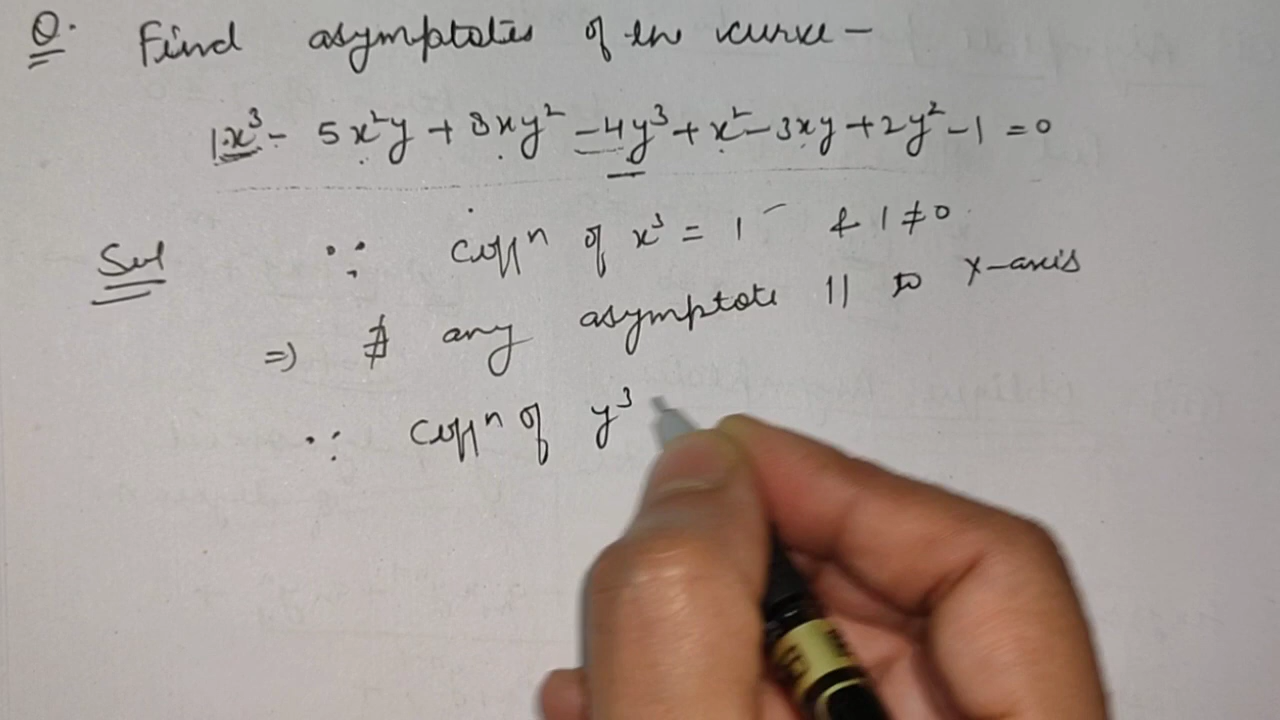 Q. Find asymptotes of the curve –
1.x³ - 5x²y + 8xy² - 4y³ + x² - 3xy + 2y² - 1 = 0
Sol ∵ coffⁿ of x³ = 1 & 1 ≠ 0
⇒ ∄ any asymptote || to x-axis
∵ coffⁿ of y³